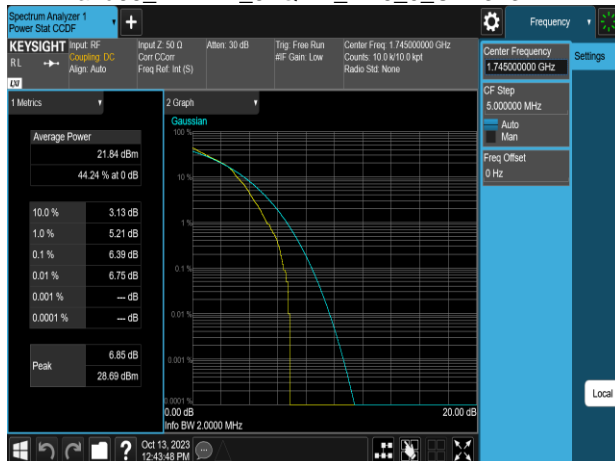 Spectrum Analyzer 1
Power Stat CCDF
+
Frequency
KEYSIGHT
RL
LXI
Input: RF
Coupling: DC
Align: Auto
Input Z: 50 Ω
Corr CCorr
Freq Ref: Int (S)
Atten: 30 dB
Trig: Free Run
#IF Gain: Low
Center Freq: 1.745000000 GHz
Counts: 10.0 k/10.0 kpt
Radio Std: None
Center Frequency
1.745000000 GHz
Settings
CF Step
5.000000 MHz
Auto
Man
Freq Offset
0 Hz
Local
1 Metrics
Average Power
21.84 dBm
44.24 % at 0 dB
10.0 % 3.13 dB
1.0 % 5.21 dB
0.1 % 6.39 dB
0.01 % 6.75 dB
0.001 % --- dB
0.0001 % --- dB
Peak 6.85 dB
28.69 dBm
2 Graph
Gaussian
100 %
10 %
1 %
0.1 %
0.01 %
0.001 %
0.0001 %
0.00 dB
20.00 dB
Info BW 2.0000 MHz
?
Oct 13, 2023
12:43:48 PM